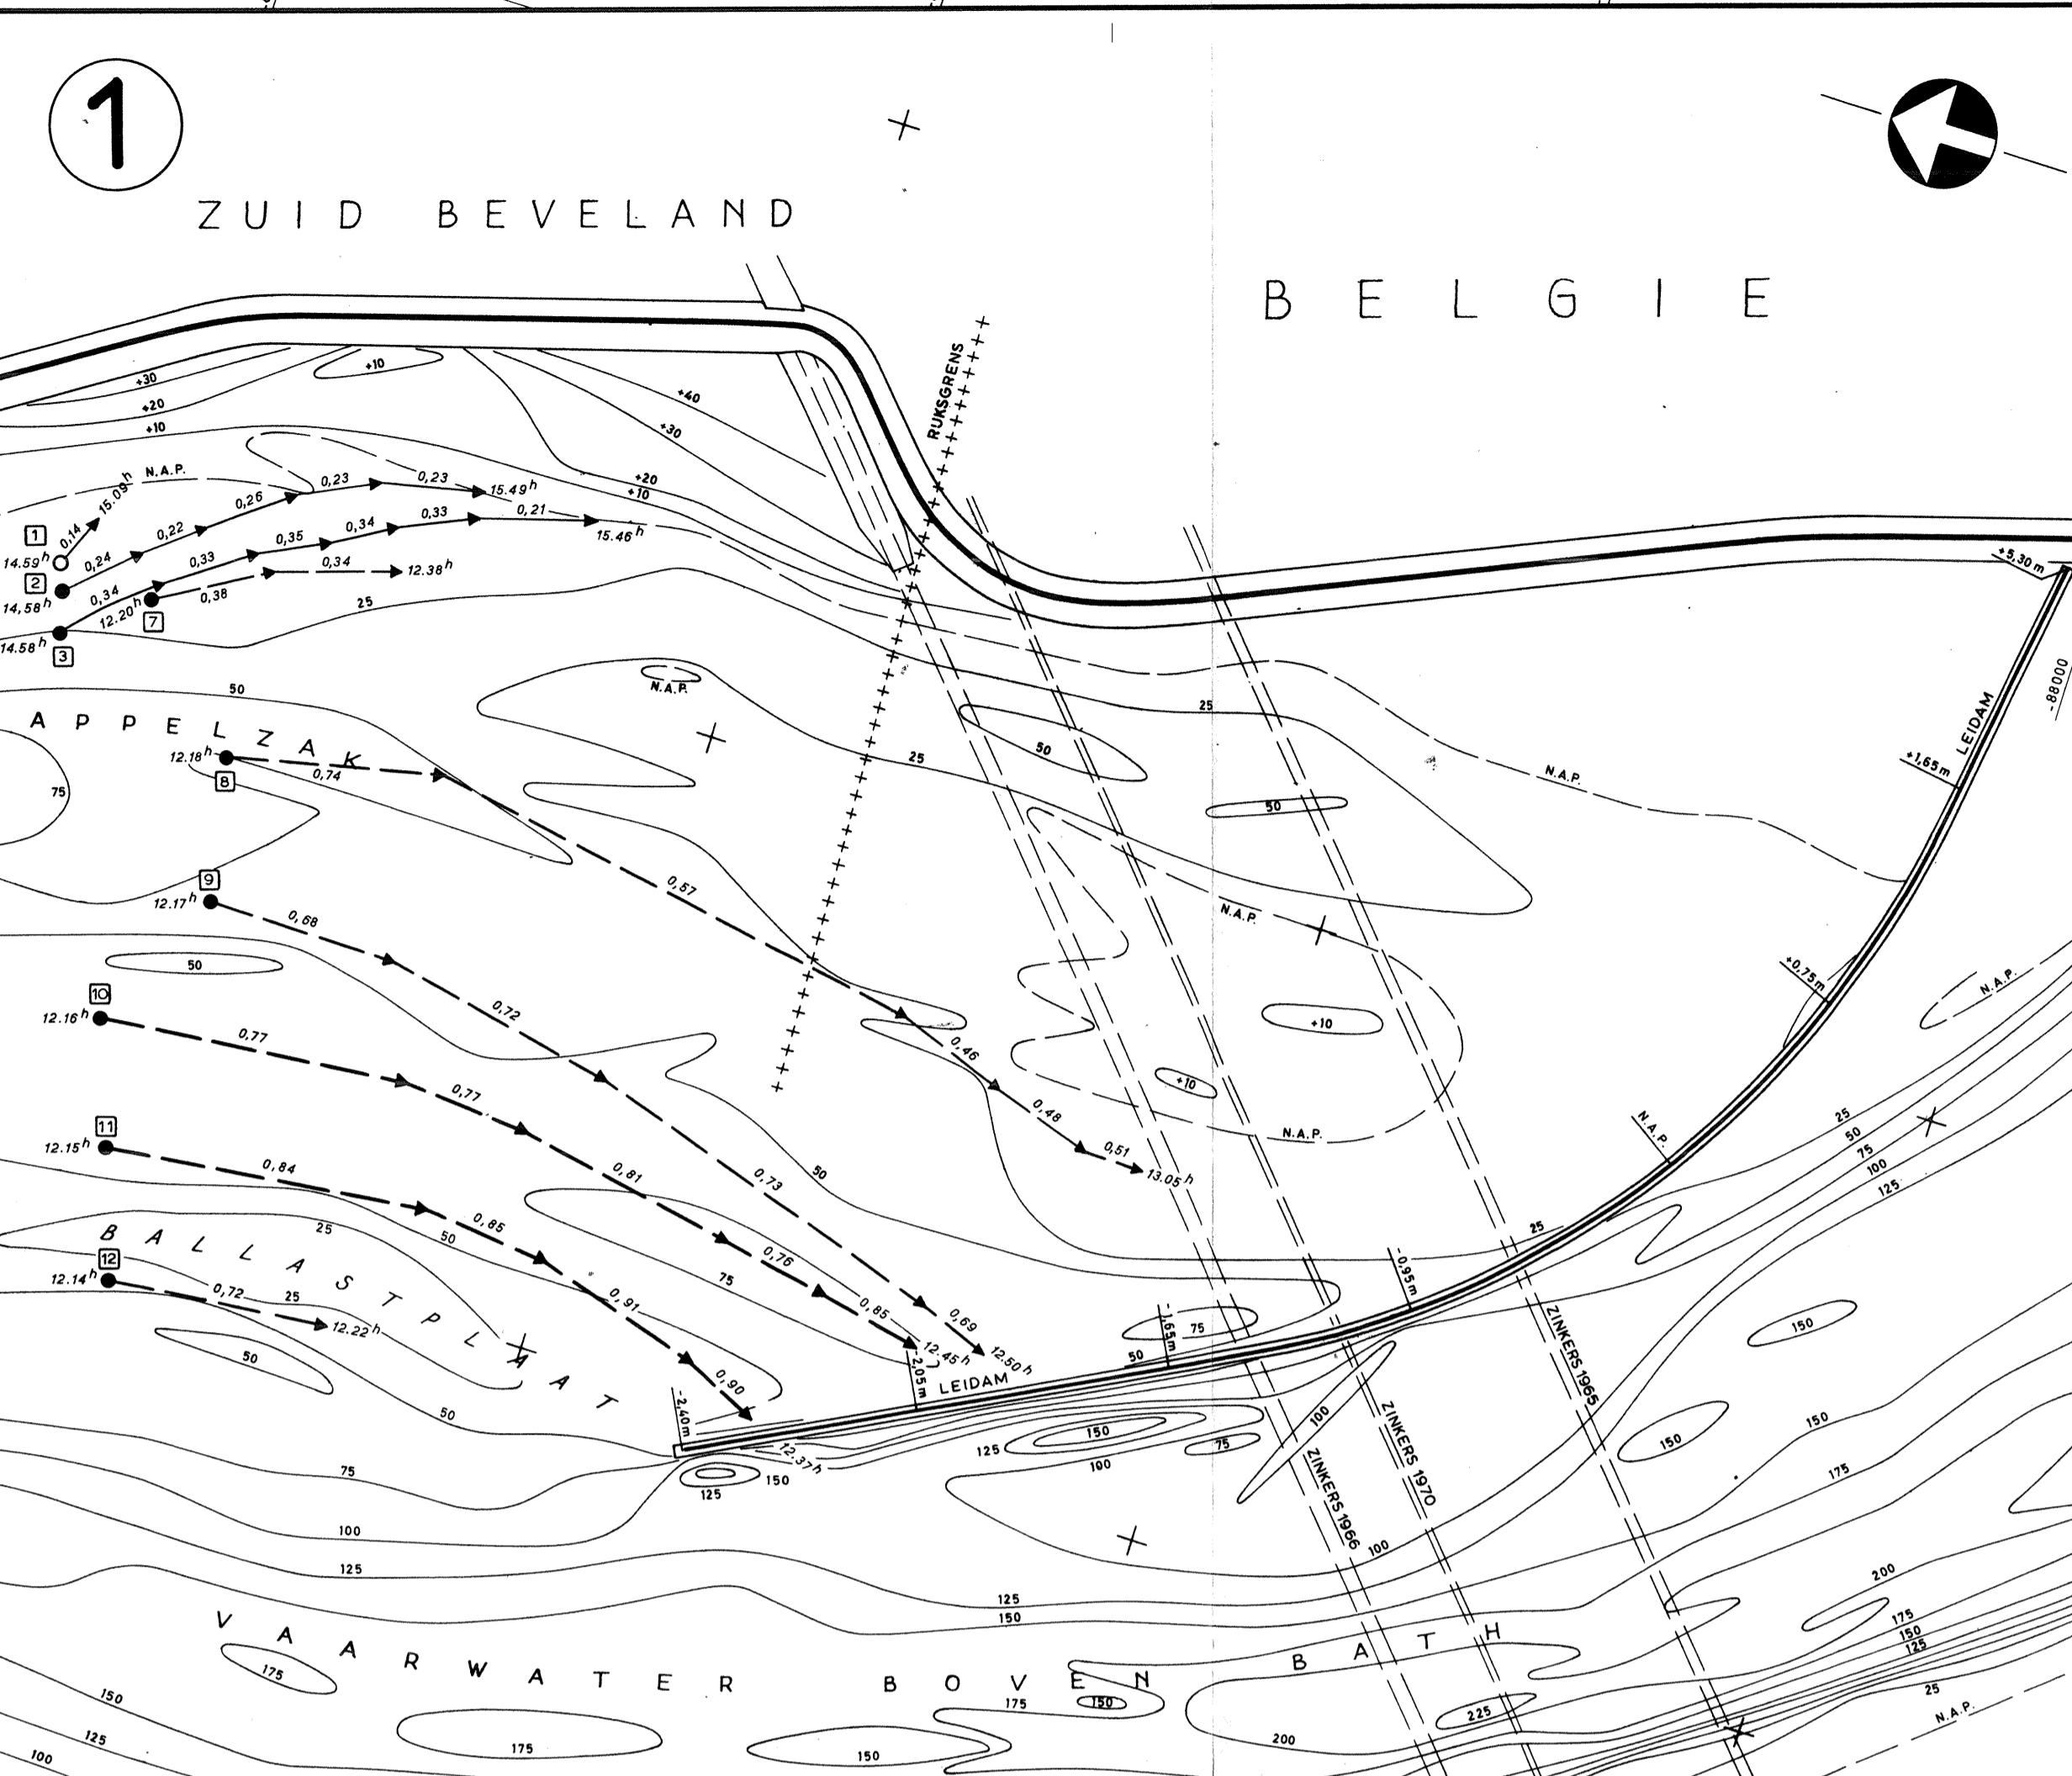 1
ZUID BEVELAND
BELGIE
RIJKSGRENS
+30
+20
+10
+10
+40
+30
+20
+10
N.A.P.
1
14.59h
0,14
15.09h
2
14,58h
0,24
0,22
0,26
0,23
0,23
15.49h
3
14.58h
0,34
0,33
0,35
0,34
0,33
0,21
15.46h
7
12.20h
0,38
0,34
12.38h
25
50
N.A.P.
25
50
25
50
N.A.P.
+5,30 m
-88000
LEIDAM
+1,65m
APPELZAK
75
8
12.18h
0,74
0,57
0,46
0,48
0,51
13.05h
9
12.17h
0,68
0,72
0,73
0,69
12.50h
50
N.A.P.
+10
+10
N.A.P.
+0,75m
N.A.P.
10
12.16h
0,77
0,77
0,81
0,76
0,85
12.45h
11
12.15h
0,84
0,85
0,91
0,90
12.37h
50
75
N.A.P.
25
50
75
100
125
BALLASTPLAAT
25
50
12
12.14h
0,72
25
12.22h
50
50
-2,40m
-2,05m
LEIDAM
50
-1,65m
75
-0,95m
25
ZINKERS 1965
ZINKERS 1970
ZINKERS 1966
150
150
150
175
75
100
125
125
150
125
150
100
75
100
100
125
150
200
175
150
125
25
N.A.P.
VAARWATER BOVEN BATH
175
175
150
175
150
200
225
150
125
100